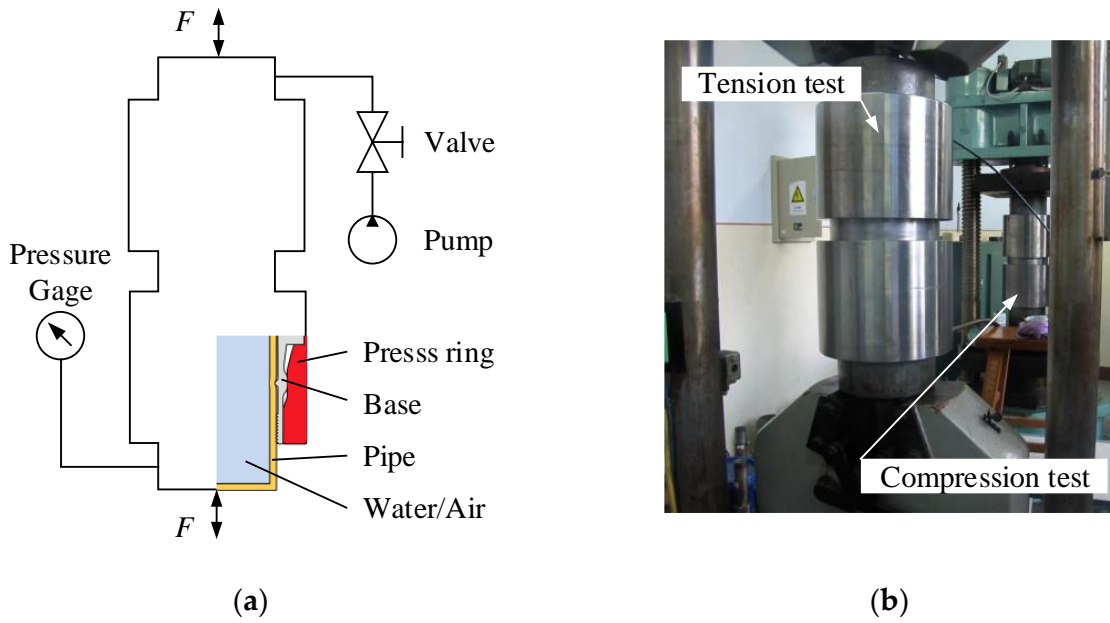 F
Valve
Pump
Pressure
Gage
Presss ring
Base
Pipe
Water/Air
F
(a)
Tension test
Compression test
(b)